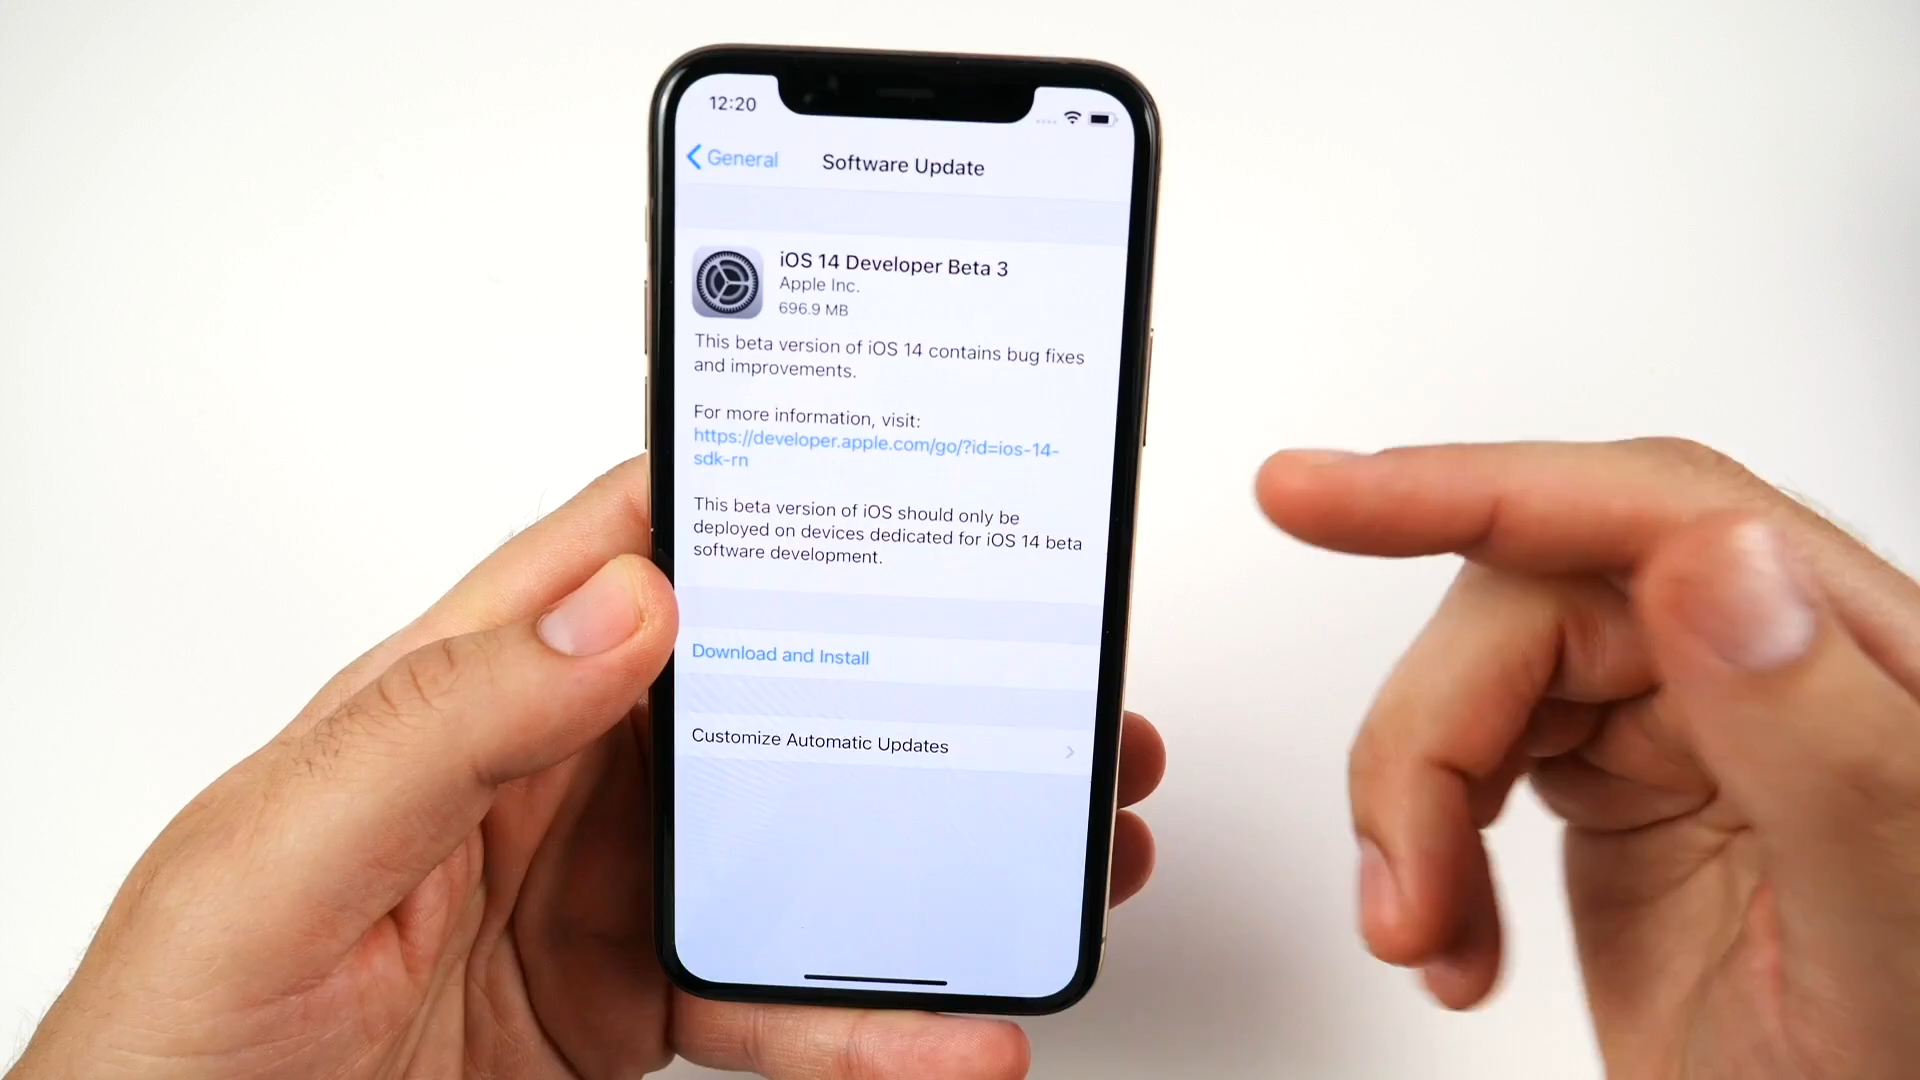 12:20
General
Software Update
iOS 14 Developer Beta 3
Apple Inc.
696.9 MB
This beta version of iOS 14 contains bug fixes
and improvements.
For more information, visit:
https://developer.apple.com/go/?id=ios-14-
sdk-rn
This beta version of iOS should only be
deployed on devices dedicated for iOS 14 beta
software development.
Download and Install
Customize Automatic Updates